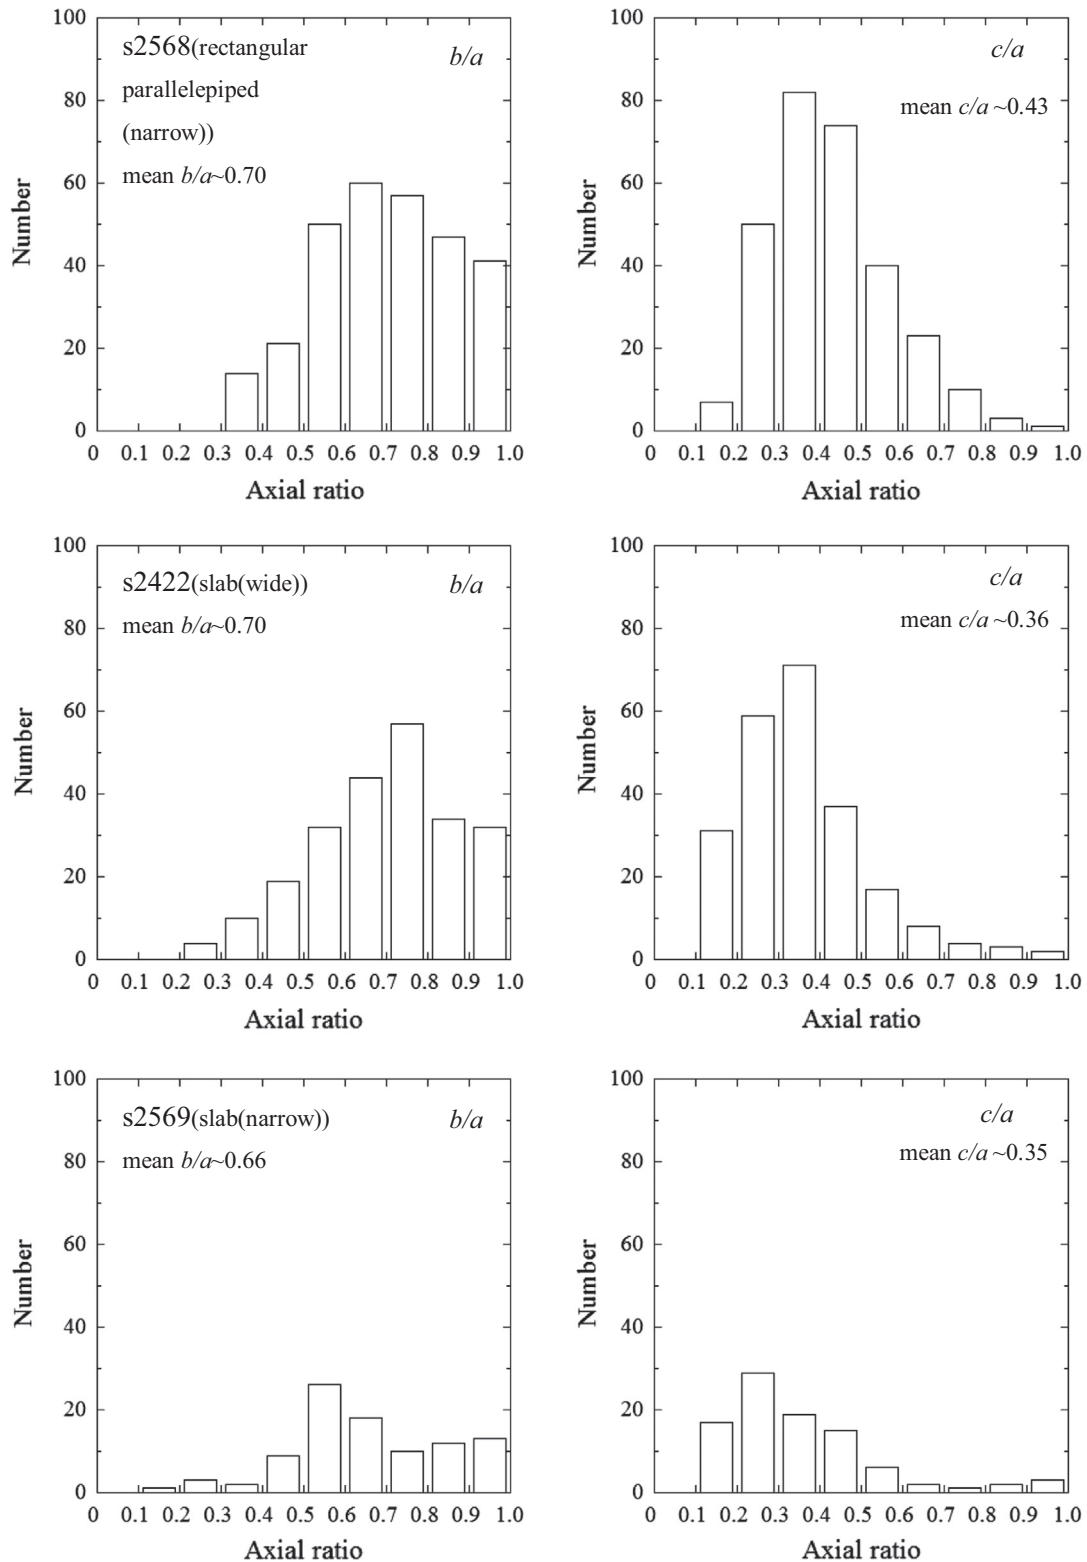 100
80
60
40
20
0
Number
s2568(rectangular
parallelepiped
(narrow))
mean b/a~0.70
b/a
0 0.1 0.2 0.3 0.4 0.5 0.6 0.7 0.8 0.9 1.0
Axial ratio
100
80
60
40
20
0
Number
c/a
mean c/a ~0.43
0 0.1 0.2 0.3 0.4 0.5 0.6 0.7 0.8 0.9 1.0
Axial ratio
100
80
60
40
20
0
Number
s2422(slab(wide))
mean b/a~0.70
b/a
0 0.1 0.2 0.3 0.4 0.5 0.6 0.7 0.8 0.9 1.0
Axial ratio
100
80
60
40
20
0
Number
c/a
mean c/a ~0.36
0 0.1 0.2 0.3 0.4 0.5 0.6 0.7 0.8 0.9 1.0
Axial ratio
100
80
60
40
20
0
Number
s2569(slab(narrow))
mean b/a~0.66
b/a
0 0.1 0.2 0.3 0.4 0.5 0.6 0.7 0.8 0.9 1.0
Axial ratio
100
80
60
40
20
0
Number
c/a
mean c/a ~0.35
0 0.1 0.2 0.3 0.4 0.5 0.6 0.7 0.8 0.9 1.0
Axial ratio